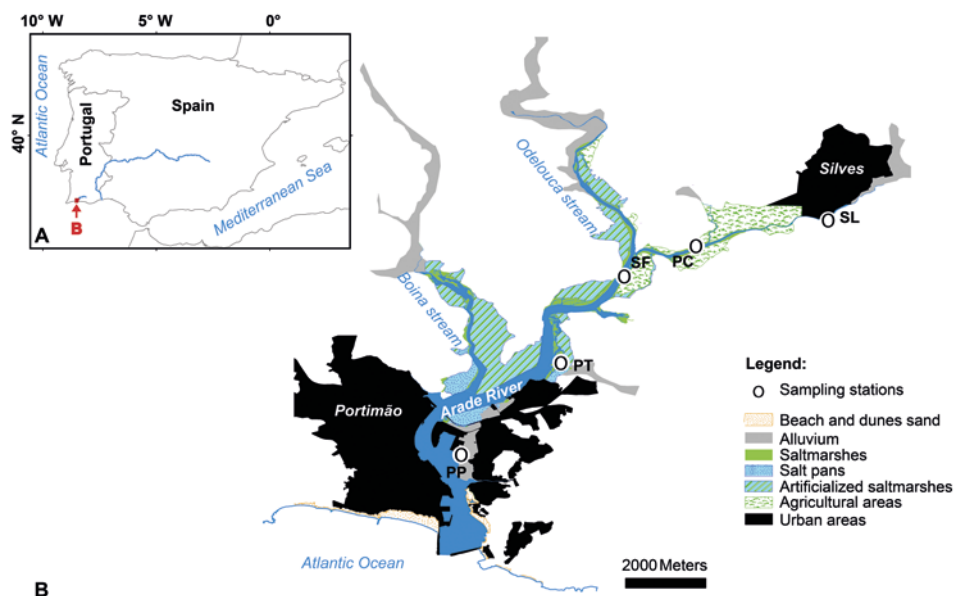 10° W
5° W
0°
Atlantic Ocean
Portugal
Spain
40° N
Mediterranean Sea
B
A
Odelouca stream
Silves
SL
SF
PC
Boina stream
PT
Arade River
Portimão
PP
Atlantic Ocean
Legend:
O Sampling stations
Beach and dunes sand
Alluvium
Saltmarshes
Salt pans
Artificialized saltmarshes
Agricultural areas
Urban areas
2000 Meters
B